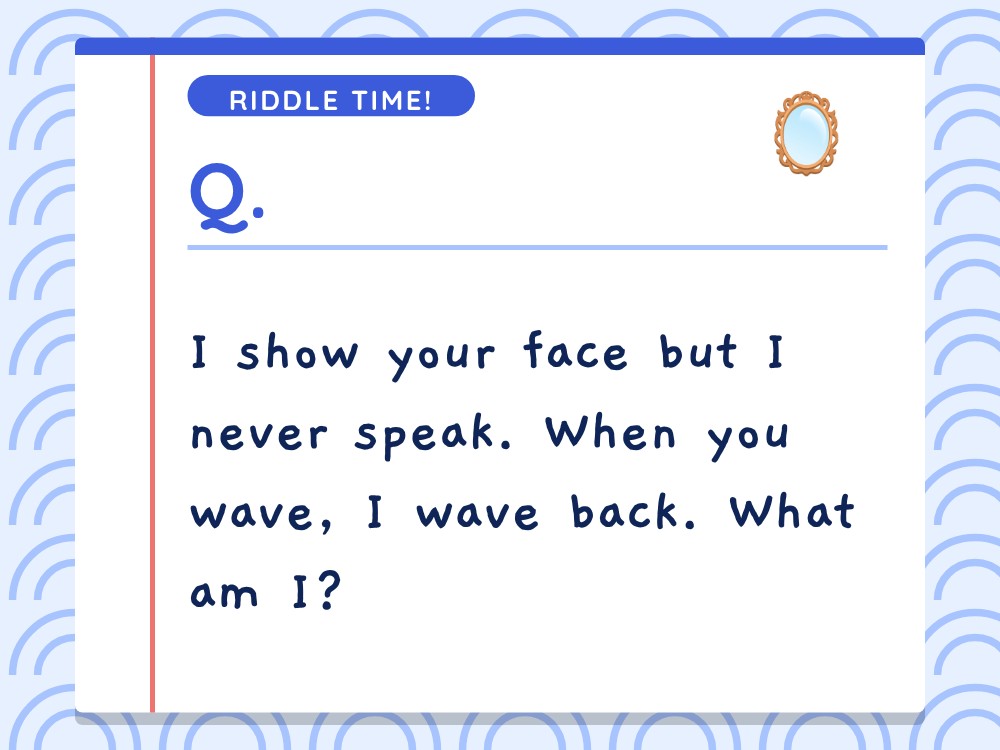 RIDDLE TIME!
Q.
I show your face but I
never speak. When you
wave, I wave back. What
am I?